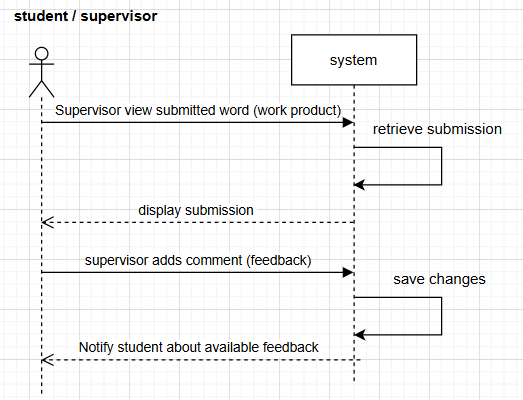 student / supervisor
system
Supervisor view submitted word (work product)
retrieve submission
display submission
supervisor adds comment (feedback)
save changes
Notify student about available feedback